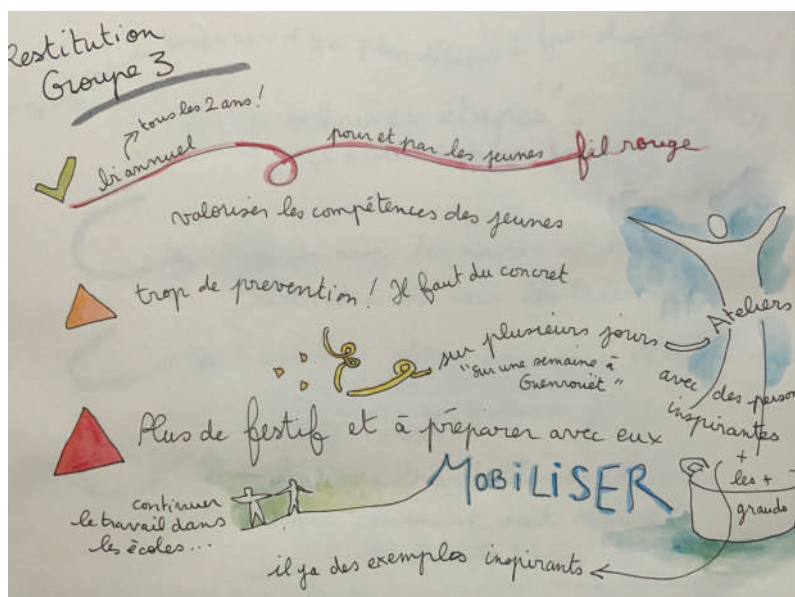 Restitution
Groupe 3
tous les 2 ans !
biannuel
pour et par les jeunes fil rouge
valoriser les compétences des jeunes
trop de prevention ! Il faut du concret
sur plusieurs jours
"sur une semaine à
Guenrouët"
Ateliers
avec des person
inspirantes
+
les +
grands
Plus de festif et à préparer avec eux
MOBILISER
continuer
le travail dans
les écoles...
il y a des exemples inspirants